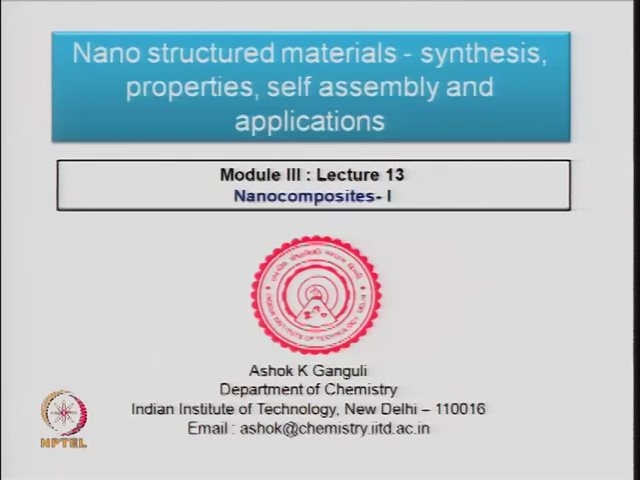 Nano structured materials - synthesis,
properties, self assembly and
applications
Module III : Lecture 13
Nanocomposites- I
Ashok K Ganguli
Department of Chemistry
Indian Institute of Technology, New Delhi – 110016
Email : ashok@chemistry.iitd.ac.in
NPTEL